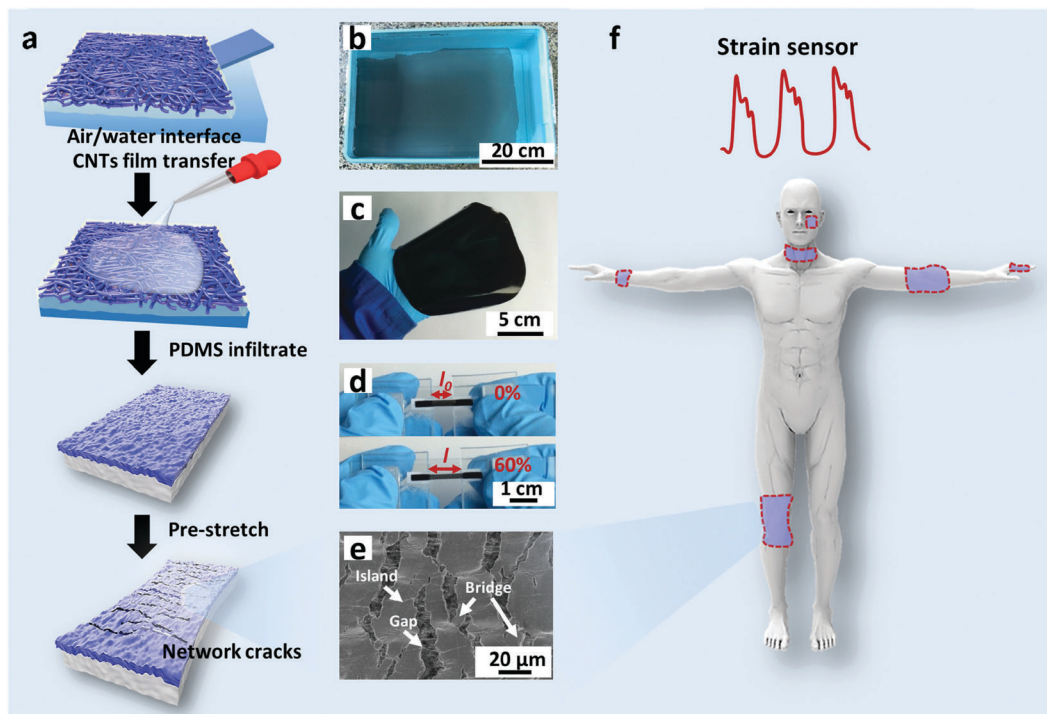 a
Air/water interface
CNTs film transfer
PDMS infiltrate
Pre-stretch
Network cracks
b
20 cm
c
5 cm
d
l0
0%
l
60%
1 cm
e
Island
Gap
Bridge
20 μm
f
Strain sensor